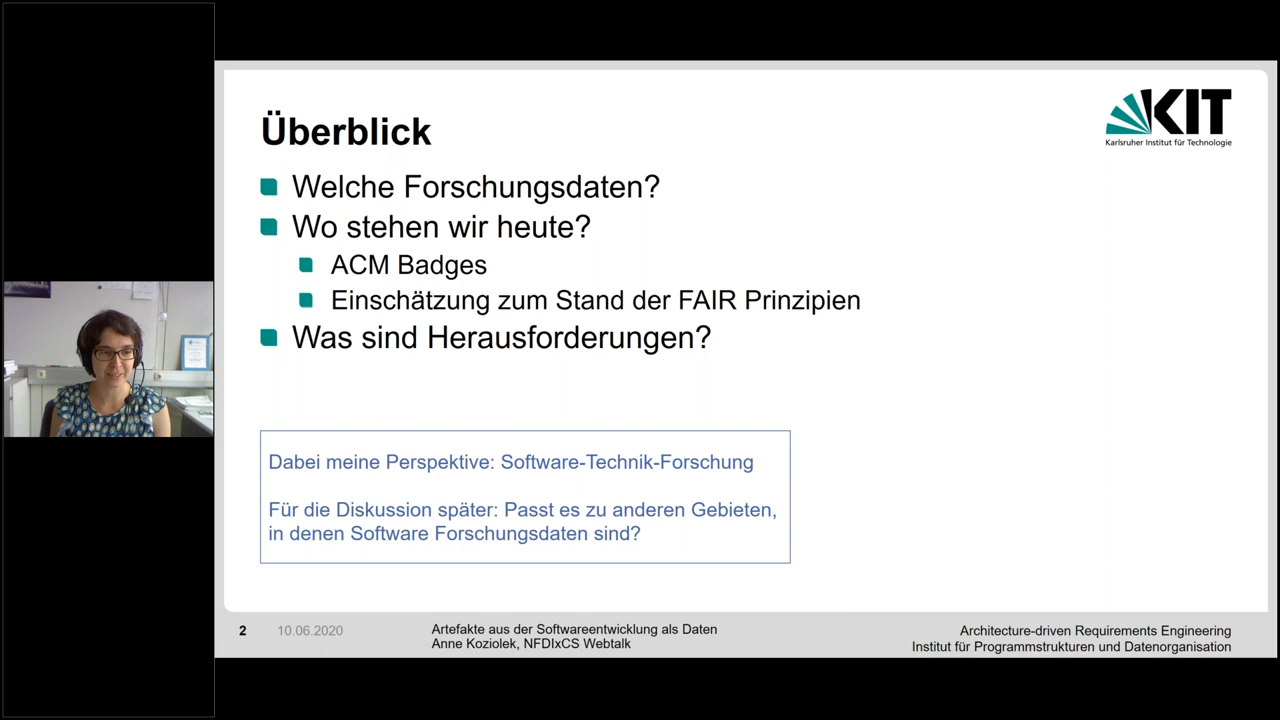 Überblick
KIT
Karlsruher Institut für Technologie
Welche Forschungsdaten?
Wo stehen wir heute?
ACM Badges
Einschätzung zum Stand der FAIR Prinzipien
Was sind Herausforderungen?
Dabei meine Perspektive: Software-Technik-Forschung
Für die Diskussion später: Passt es zu anderen Gebieten,
in denen Software Forschungsdaten sind?
2
10.06.2020
Artefakte aus der Softwareentwicklung als Daten
Anne Koziolek, NFDIxCS Webtalk
Architecture-driven Requirements Engineering
Institut für Programmstrukturen und Datenorganisation